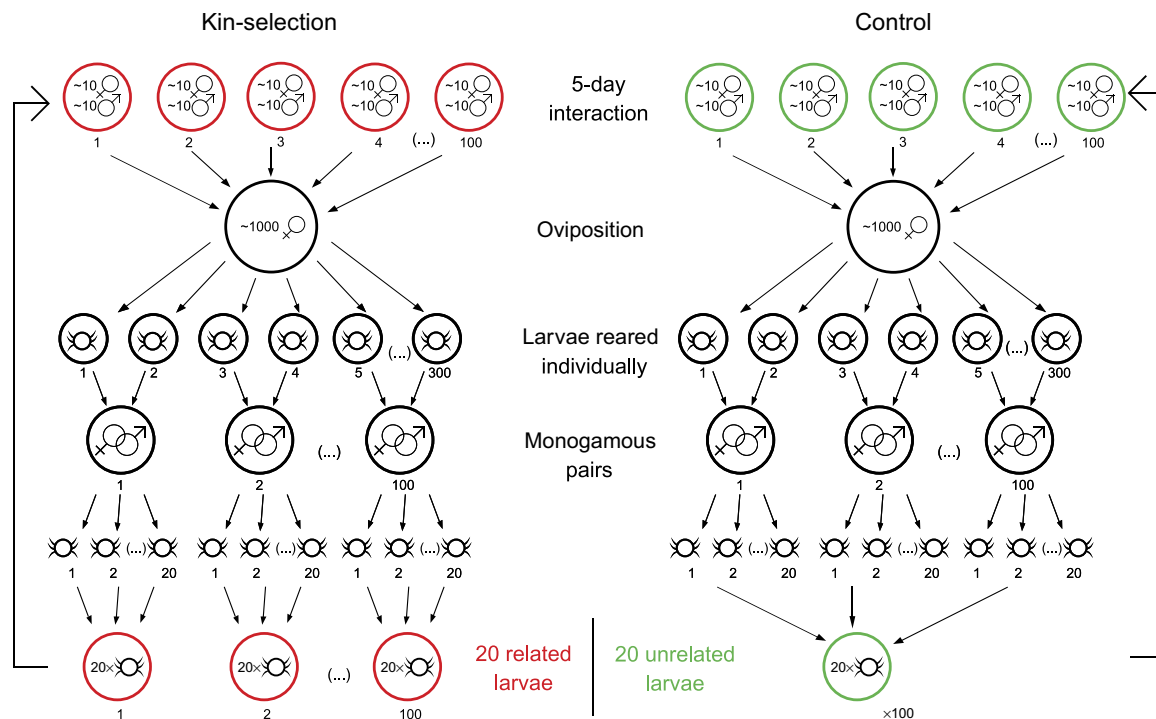 Kin-selection
Control
~10 ~10 ~10 ~10 ~10
~10 ~10 ~10 ~10 ~10
1 2 3 4 (...) 100
5-day
interaction
~10 ~10 ~10 ~10 ~10
~10 ~10 ~10 ~10 ~10
1 2 3 4 (...) 100
~1000
Oviposition
~1000
(...)
1 2 3 4 5 300
Larvae reared
individually
(...)
1 2 3 4 5 300
(...)
1 2 100
Monogamous
pairs
(...)
1 2 100
(...) (...) (...)
1 2 20 1 2 20 1 2 20
(...) (...) (...)
1 2 20 1 2 20 1 2 20
20× 20× (...) 20×
1 2 100
20 related
larvae
20 unrelated
larvae
20×
×100